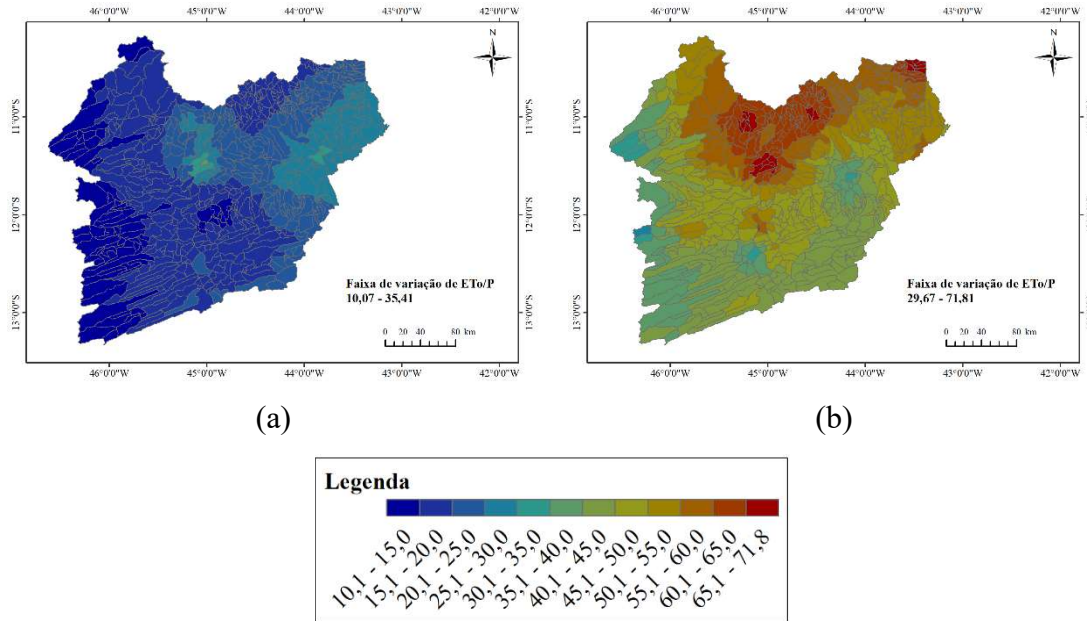 46°0'0"W 45°0'0"W 44°0'0"W 43°0'0"W 42°0'0"W
N
11°0'0"S
12°0'0"S
13°0'0"S
Faixa de variação de ETo/P
10,07 - 35,41
0 20 40 80 km
46°0'0"W 45°0'0"W 44°0'0"W 43°0'0"W 42°0'0"W
(a)
46°0'0"W 45°0'0"W 44°0'0"W 43°0'0"W 42°0'0"W
N
11°0'0"S
12°0'0"S
13°0'0"S
Faixa de variação de ETo/P
29,67 - 71,81
0 20 40 80 km
46°0'0"W 45°0'0"W 44°0'0"W 43°0'0"W 42°0'0"W
(b)
Legenda
10,1 - 15,0
15,1 - 20,0
20,1 - 25,0
25,1 - 30,0
30,1 - 35,0
35,1 - 40,0
40,1 - 45,0
45,1 - 50,0
50,1 - 55,0
55,1 - 60,0
60,1 - 65,0
65,1 - 71,8